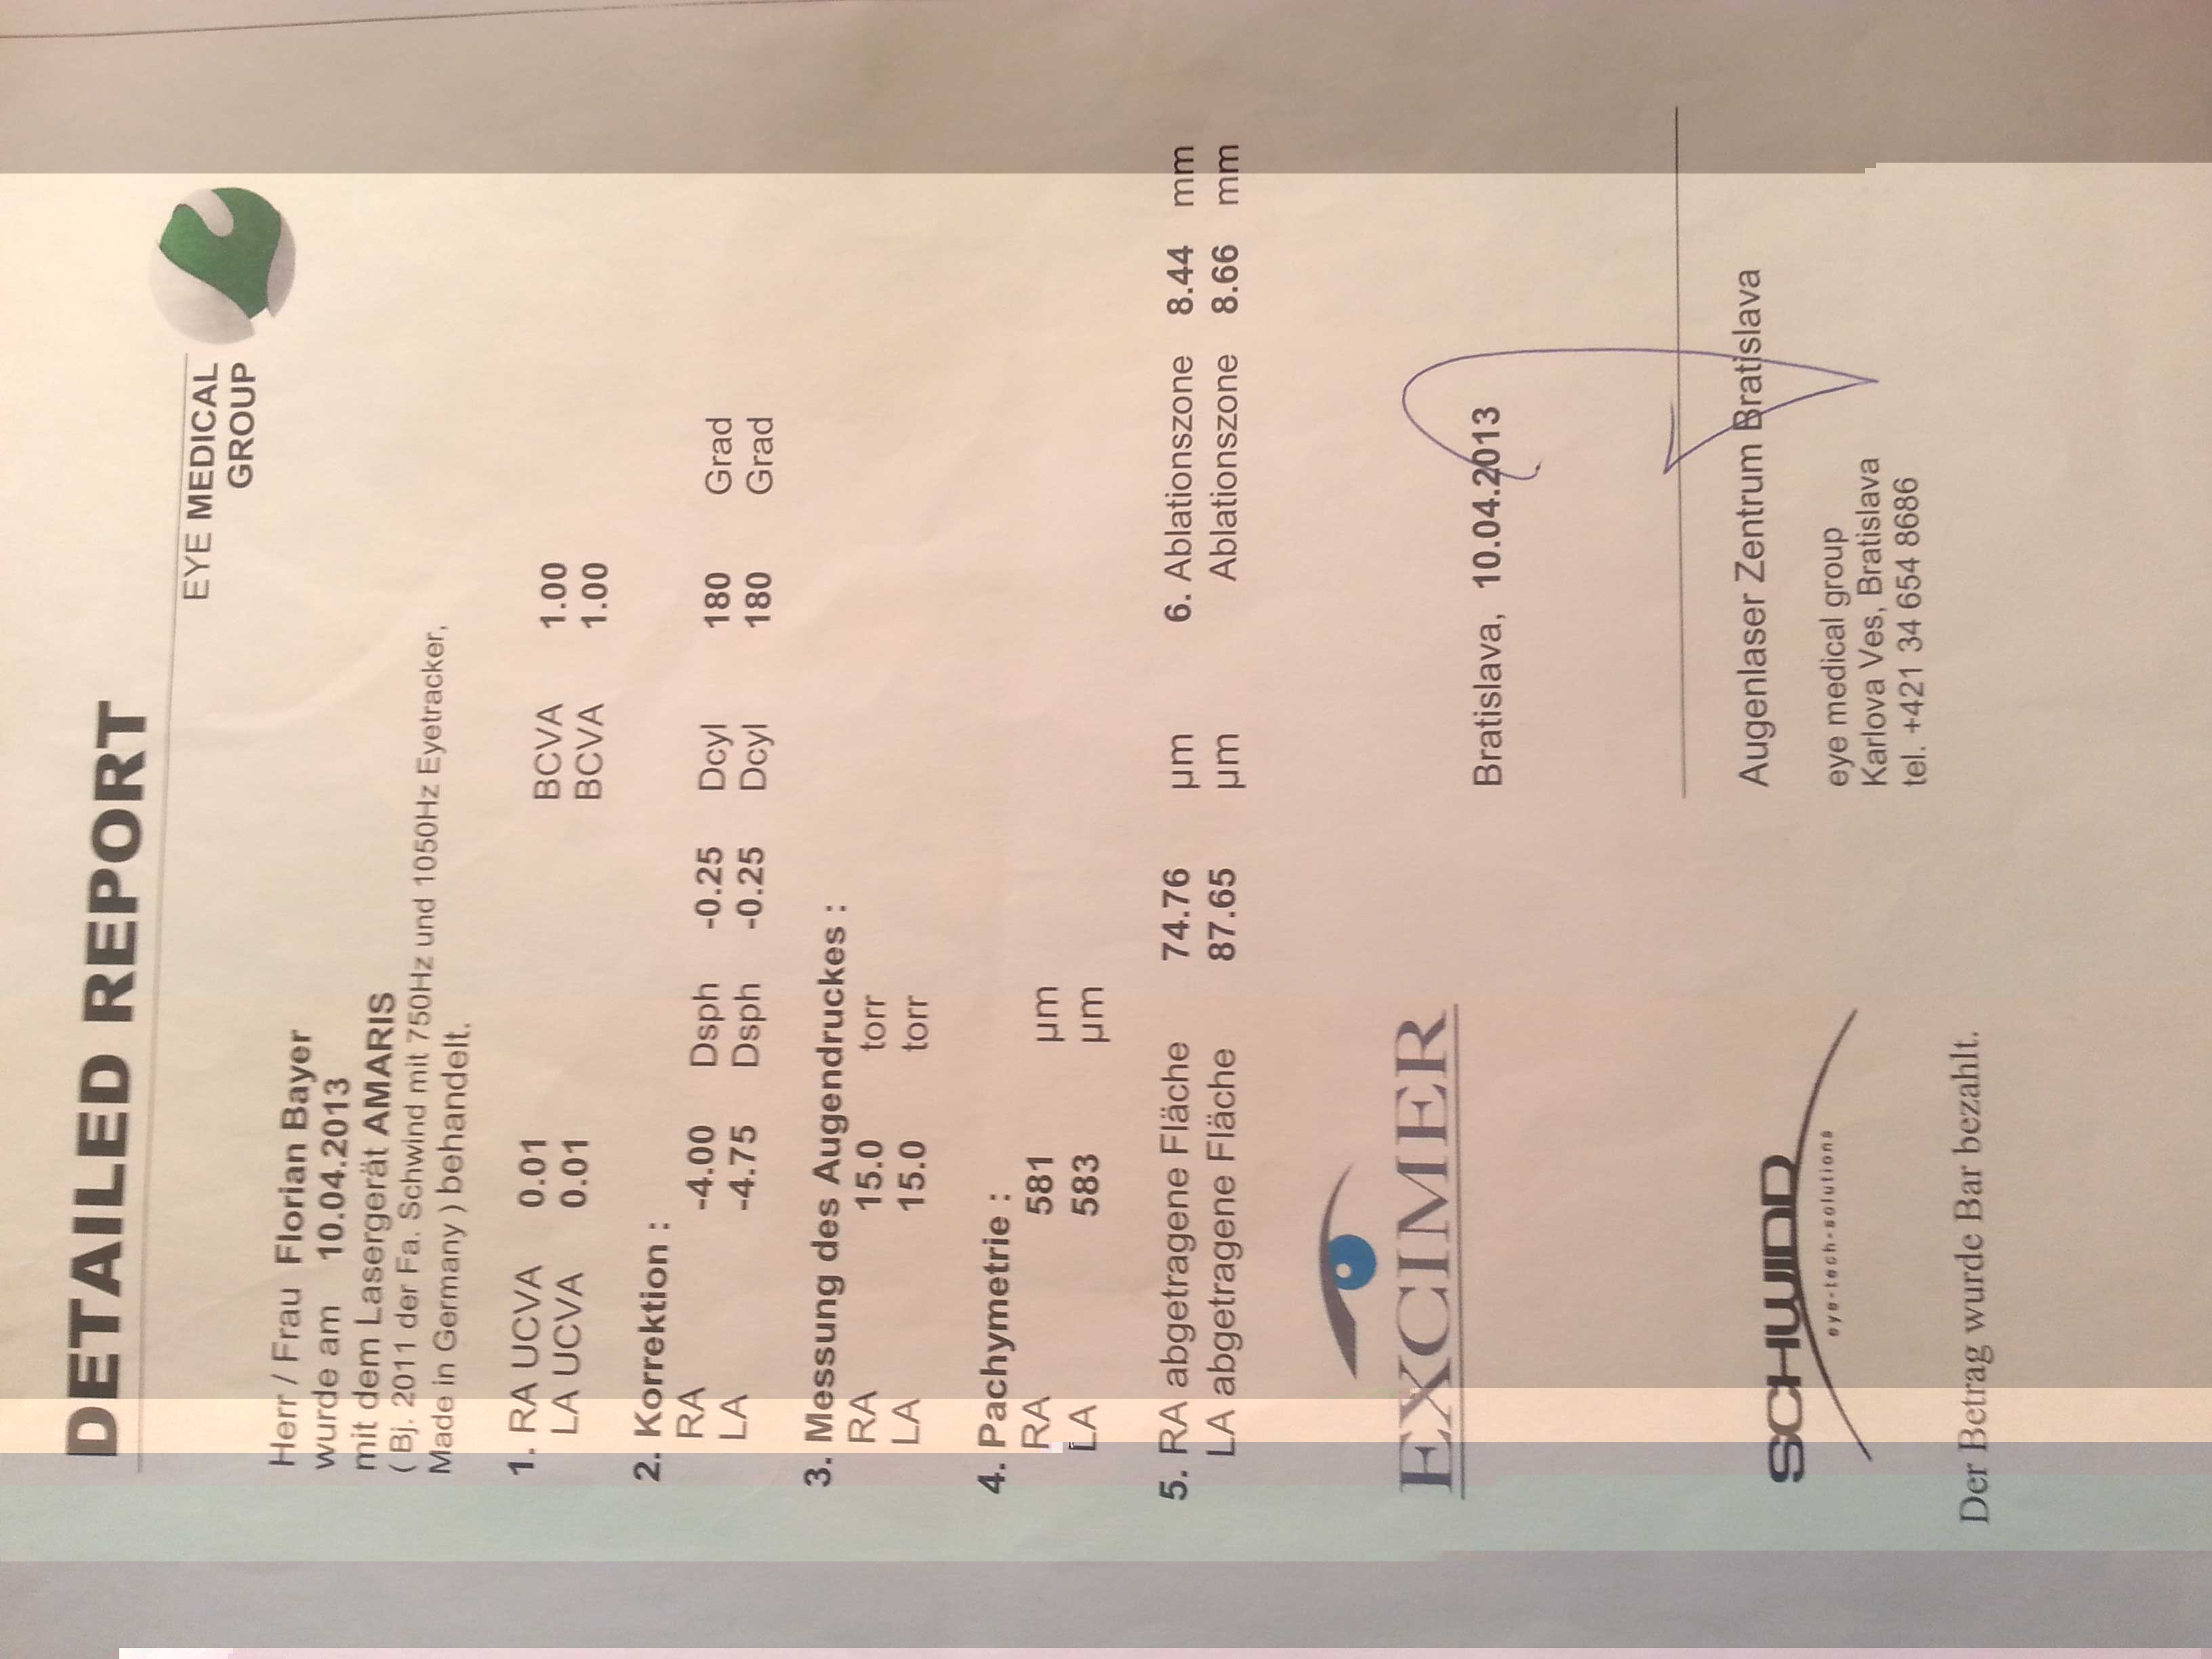 DETAILED REPORT
EYE MEDICAL
GROUP
Herr / Frau Florian Bayer
wurde am 10.04.2013
mit dem Lasergerät AMARIS
( Bj. 2011 der Fa. Schwind mit 750Hz und 1050Hz Eyetracker,
Made in Germany ) behandelt.
1. RA UCVA 0.01 BCVA 1.00
LA UCVA 0.01 BCVA 1.00
2. Korrektion :
RA -4.00 Dsph -0.25 Dcyl 180 Grad
LA -4.75 Dsph -0.25 Dcyl 180 Grad
3. Messung des Augendruckes :
RA 15.0 torr
LA 15.0 torr
4. Pachymetrie :
RA 581 µm
LA 583 µm
5. RA abgetragene Fläche 74.76 µm 6. Ablationszone 8.44 mm
LA abgetragene Fläche 87.65 µm Ablationszone 8.66 mm
EXCIMER
Bratislava, 10.04.2013
SCHWIND
eye-tech-solutions
Augenlaser Zentrum Bratislava
eye medical group
Karlova Ves, Bratislava
tel. +421 34 654 8686
Der Betrag wurde Bar bezahlt.